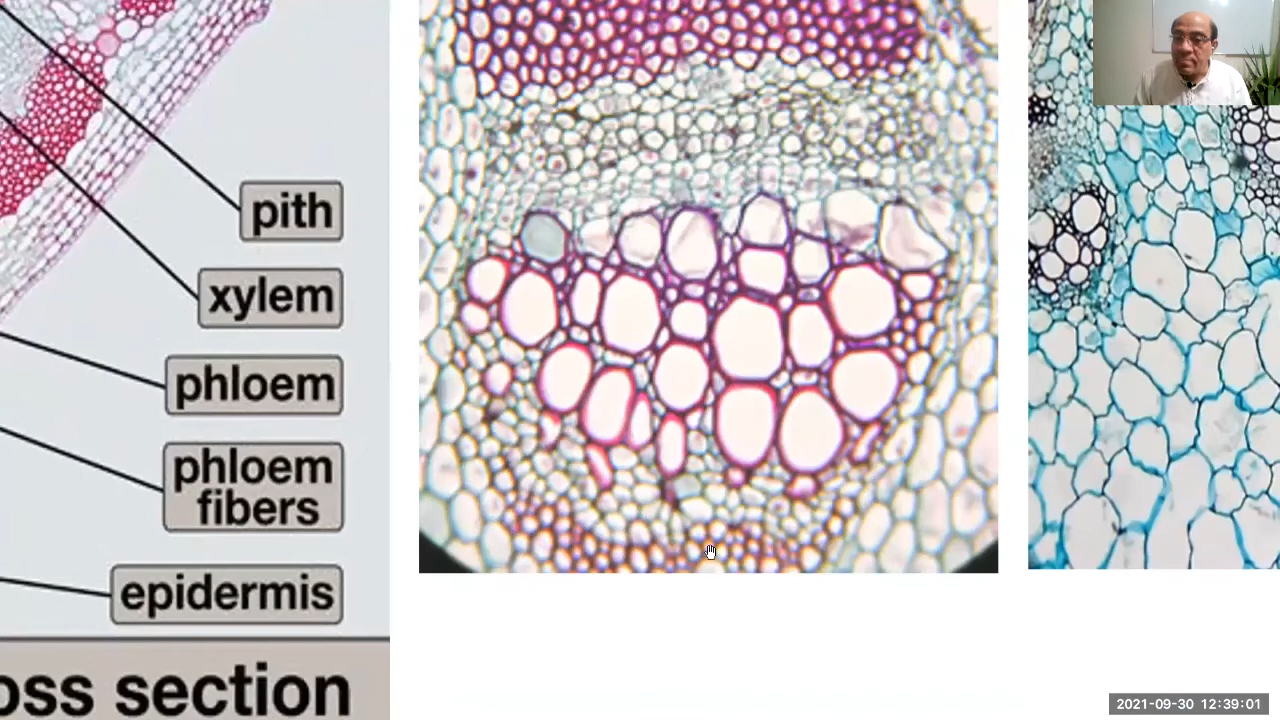 pith
xylem
phloem
phloem
fibers
epidermis
oss section
2021-09-30 12:39:01